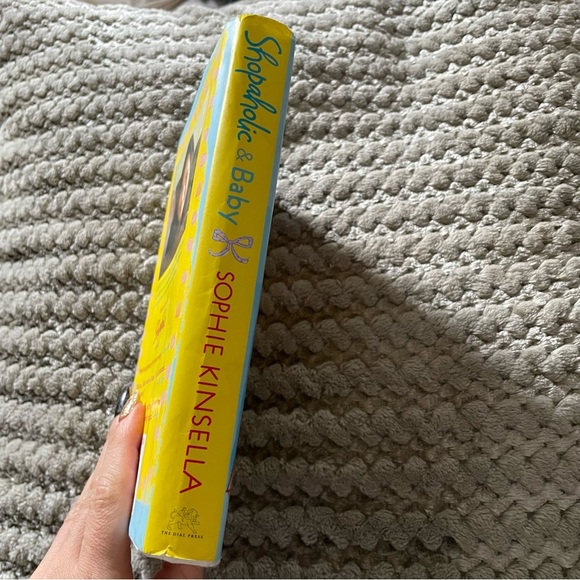 Shopaholic & Baby
SOPHIE KINSELLA
THE DIAL PRESS